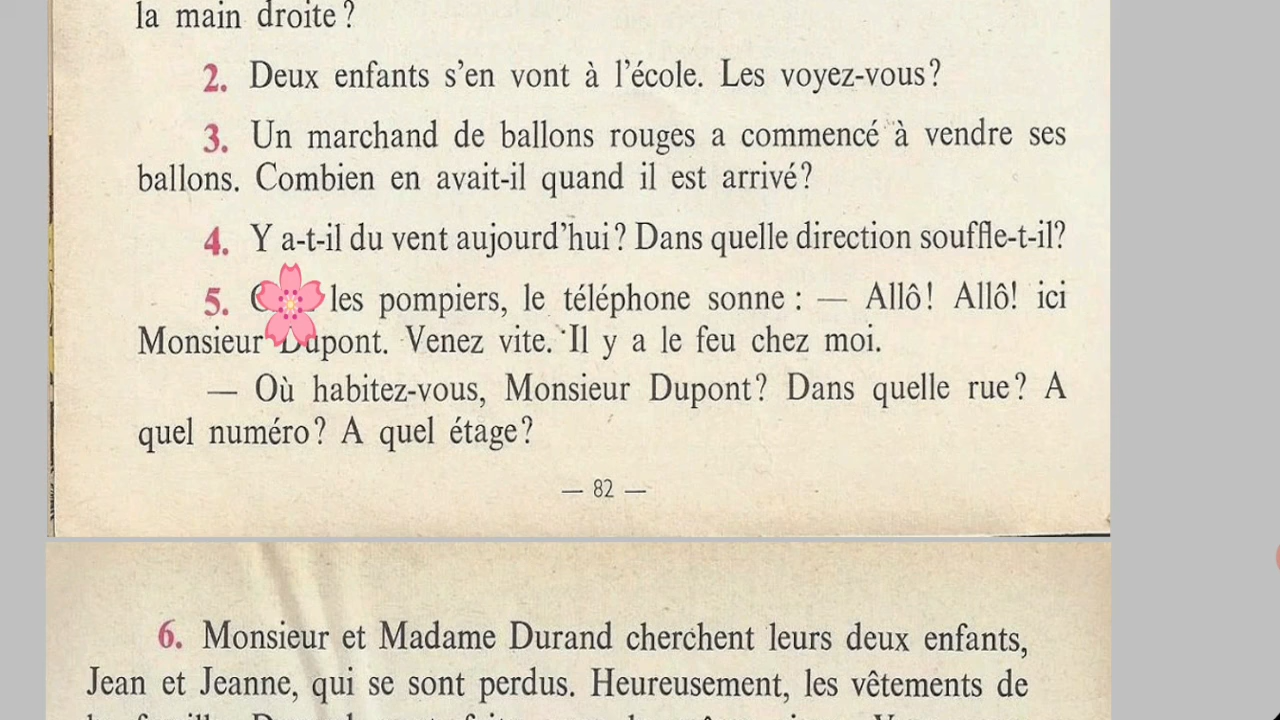 la main droite?
2. Deux enfants s'en vont à l'école. Les voyez-vous?
3. Un marchand de ballons rouges a commencé à vendre ses
ballons. Combien en avait-il quand il est arrivé?
4. Y a-t-il du vent aujourd'hui? Dans quelle direction souffle-t-il?
5. les pompiers, le téléphone sonne : — Allô! Allô! ici
Monsieur Dupont. Venez vite. Il y a le feu chez moi.
— Où habitez-vous, Monsieur Dupont? Dans quelle rue? A
quel numéro? A quel étage?
— 82 —
6. Monsieur et Madame Durand cherchent leurs deux enfants,
Jean et Jeanne, qui se sont perdus. Heureusement, les vêtements de